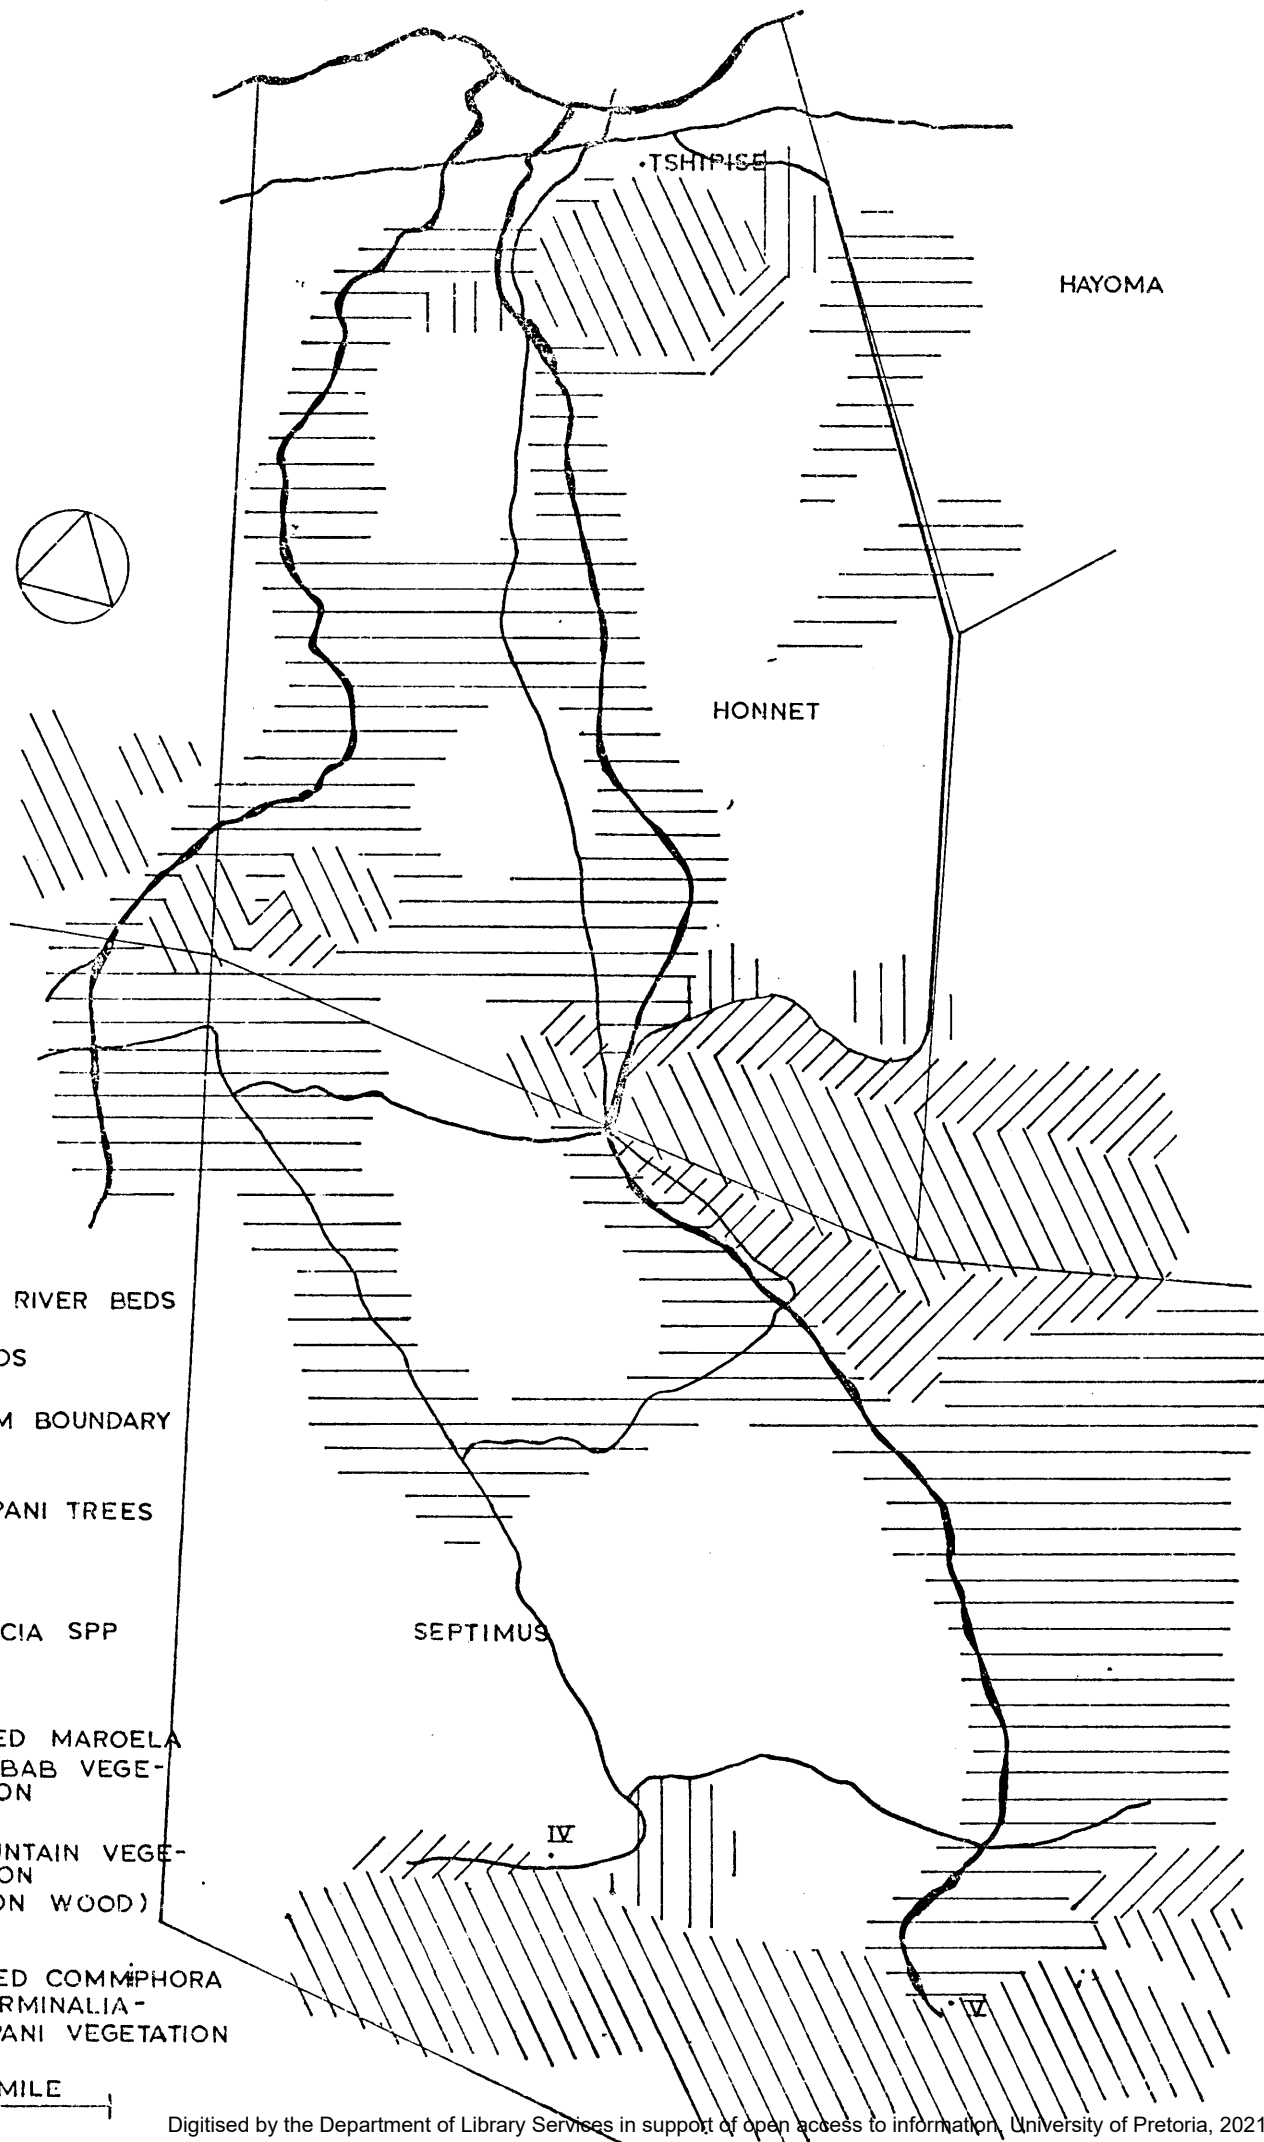 TSHIPISE
HAYOMA
HONNET
RIVER BEDS
DS
M BOUNDARY
PANI TREES
CIA SPP
SEPTIMUS
ED MAROELA
BAB VEGE-
ON
IV
NTAIN VEGE-
ON
ON WOOD)
I
ED COMMIPHORA
RMINALIA-
PANI VEGETATION
V
MILE
Digitised by the Department of Library Services in support of open access to information, University of Pretoria, 2021